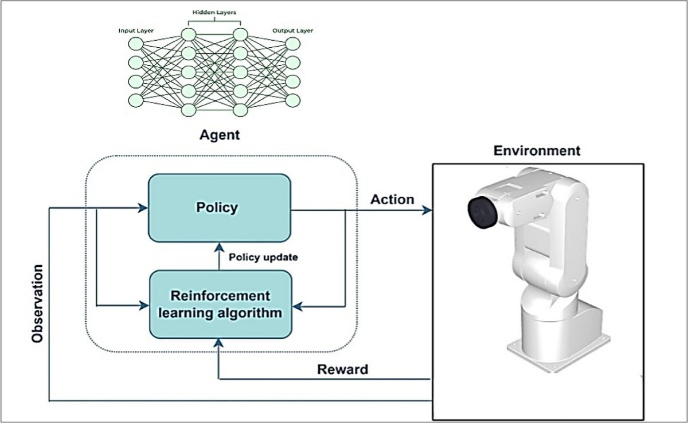 Hidden Layers
Input Layer
Output Layer
Agent
Environment
Policy
Action
Policy update
Reinforcement
learning algorithm
Observation
Reward